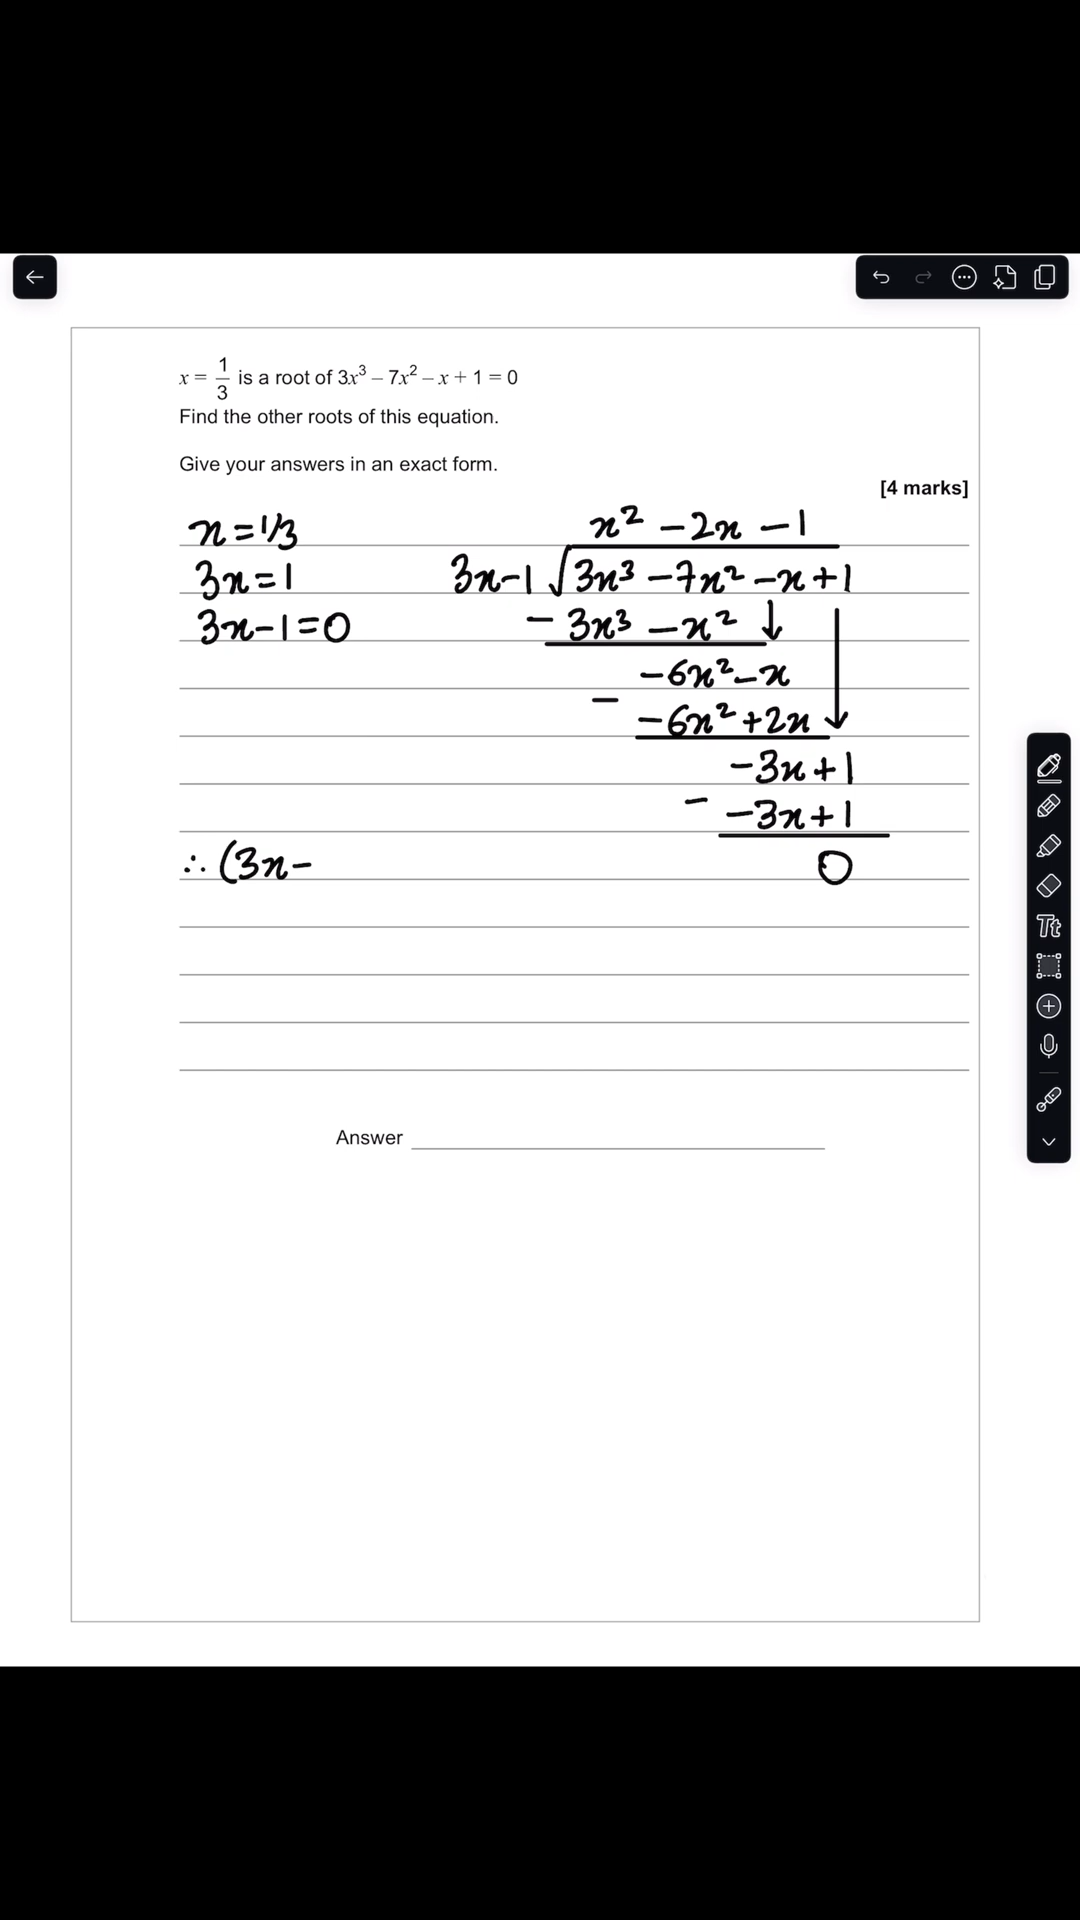 x = 1/3 is a root of 3x³ – 7x² – x + 1 = 0
Find the other roots of this equation.
Give your answers in an exact form.
[4 marks]
x = 1/3
3x = 1
3x – 1 = 0
x² – 2x – 1
3x – 1 √ 3x³ – 7x² – x + 1
– 3x³ – x² ↓
– 6x² – x
–
– 6x² + 2x ↓
– 3x + 1
– – 3x + 1
∴ (3x –
0
Answer
Tt